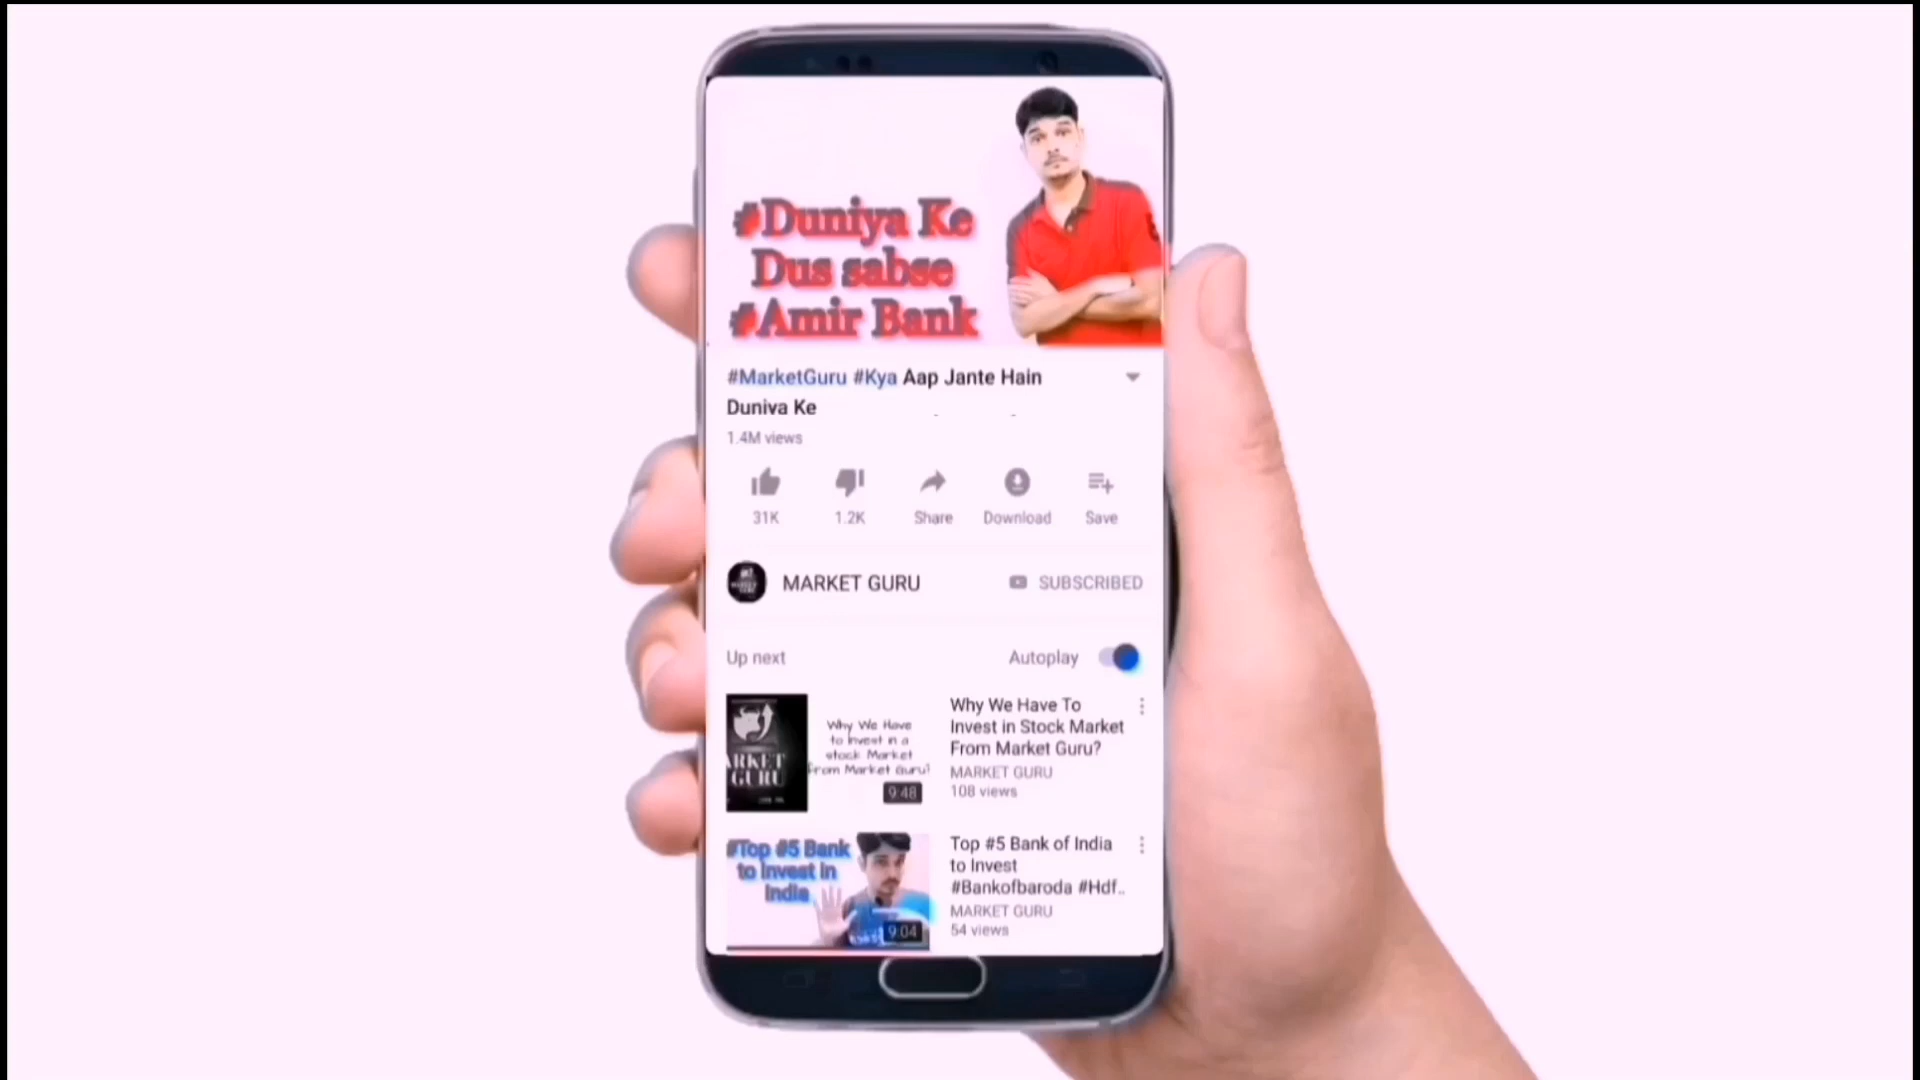 #Duniya Ke
Dus sabse
#Amir Bank
#MarketGuru #Kya Aap Jante Hain
Duniva Ke
1.4M views
31K
1.2K
Share
Download
Save
MARKET GURU
SUBSCRIBED
Up next
Autoplay
ARKET
GURU
Why We Have
to Invest in a
stock Market
From Market Guru?
9:48
Why We Have To
Invest in Stock Market
From Market Guru?
MARKET GURU
108 views
#Top #5 Bank
to Invest In
India
9:04
Top #5 Bank of India
to Invest
#Bankofbaroda #Hdf..
MARKET GURU
54 views